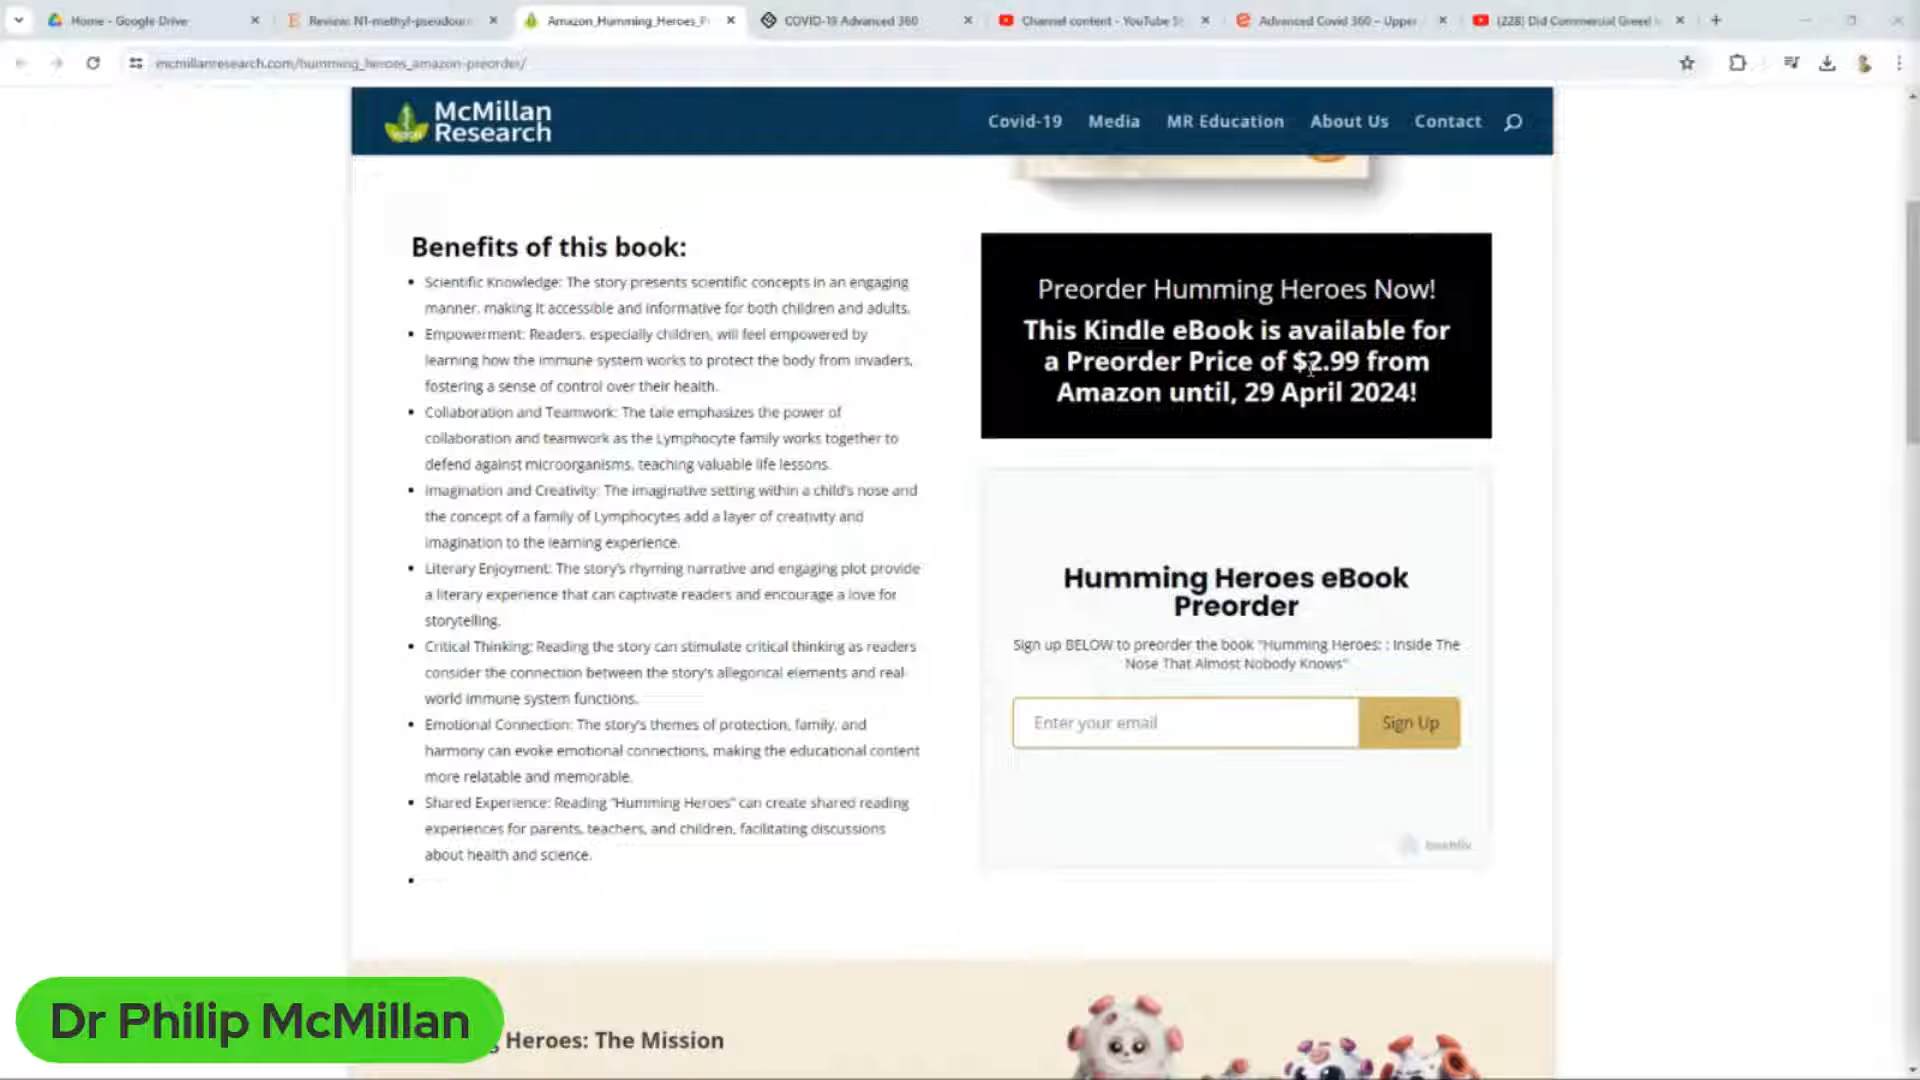 Home - Google Drive
Review: N1-methyl-pseudour
Amazon_Humming_Heroes_P
COVID-19 Advanced 360
Channel content - YouTube S
Advanced Covid 360 – Upper
(228) Did Commercial Greed
mcmillanresearch.com/humming_heroes_amazon-preorder/
McMillan
Research
Covid-19 Media MR Education About Us Contact
Benefits of this book:
Scientific Knowledge: The story presents scientific concepts in an engaging
manner, making it accessible and informative for both children and adults.
Empowerment: Readers, especially children, will feel empowered by
learning how the immune system works to protect the body from invaders,
fostering a sense of control over their health.
Collaboration and Teamwork: The tale emphasizes the power of
collaboration and teamwork as the Lymphocyte family works together to
defend against microorganisms, teaching valuable life lessons.
Imagination and Creativity: The imaginative setting within a child's nose and
the concept of a family of Lymphocytes add a layer of creativity and
imagination to the learning experience.
Literary Enjoyment: The story's rhyming narrative and engaging plot provide
a literary experience that can captivate readers and encourage a love for
storytelling.
Critical Thinking: Reading the story can stimulate critical thinking as readers
consider the connection between the story's allegorical elements and real-
world immune system functions.
Emotional Connection: The story's themes of protection, family, and
harmony can evoke emotional connections, making the educational content
more relatable and memorable.
Shared Experience: Reading "Humming Heroes" can create shared reading
experiences for parents, teachers, and children, facilitating discussions
about health and science.
Preorder Humming Heroes Now!
This Kindle eBook is available for
a Preorder Price of $2.99 from
Amazon until, 29 April 2024!
Humming Heroes eBook
Preorder
Sign up BELOW to preorder the book "Humming Heroes: : Inside The
Nose That Almost Nobody Knows"
Enter your email
Sign Up
beehiiv
Heroes: The Mission
Dr Philip McMillan